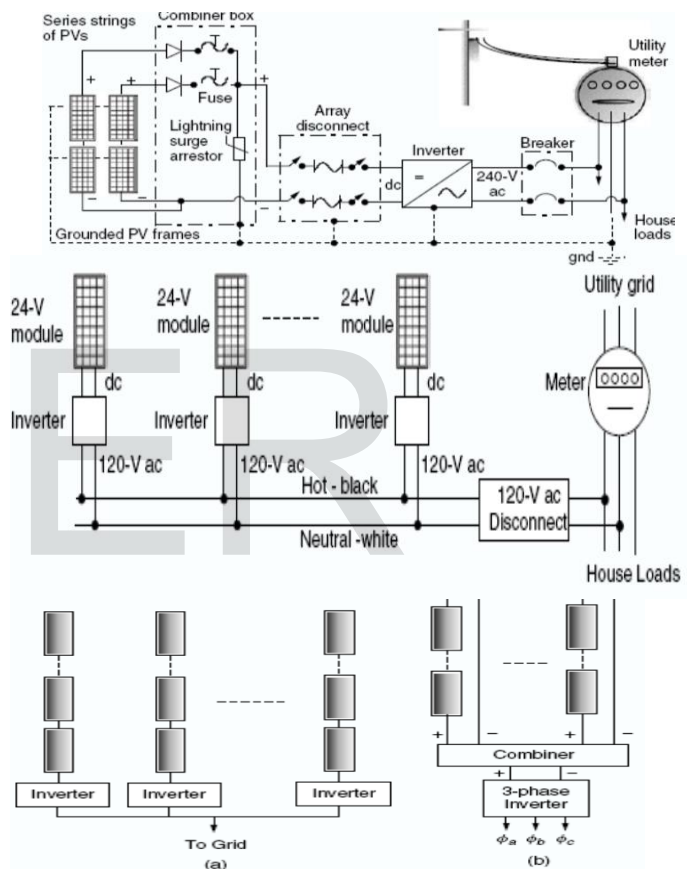 Series strings
of PVs
Combiner box
Fuse
Lightning
surge
arrestor
Array
disconnect
Inverter
dc
240-V
ac
Breaker
Utility
meter
House
loads
Grounded PV frames
gnd
Utility grid
24-V
module
24-V
module
24-V
module
dc
dc
dc
Meter
0000
Inverter
Inverter
Inverter
120-V ac
120-V ac
120-V ac
Hot - black
120-V ac
Disconnect
Neutral -white
House Loads
ER
+
−
+
−
+
−
+ − + −
Combiner
+ −
Inverter
Inverter
Inverter
3-phase
Inverter
To Grid
ϕa ϕb ϕc
(a)
(b)